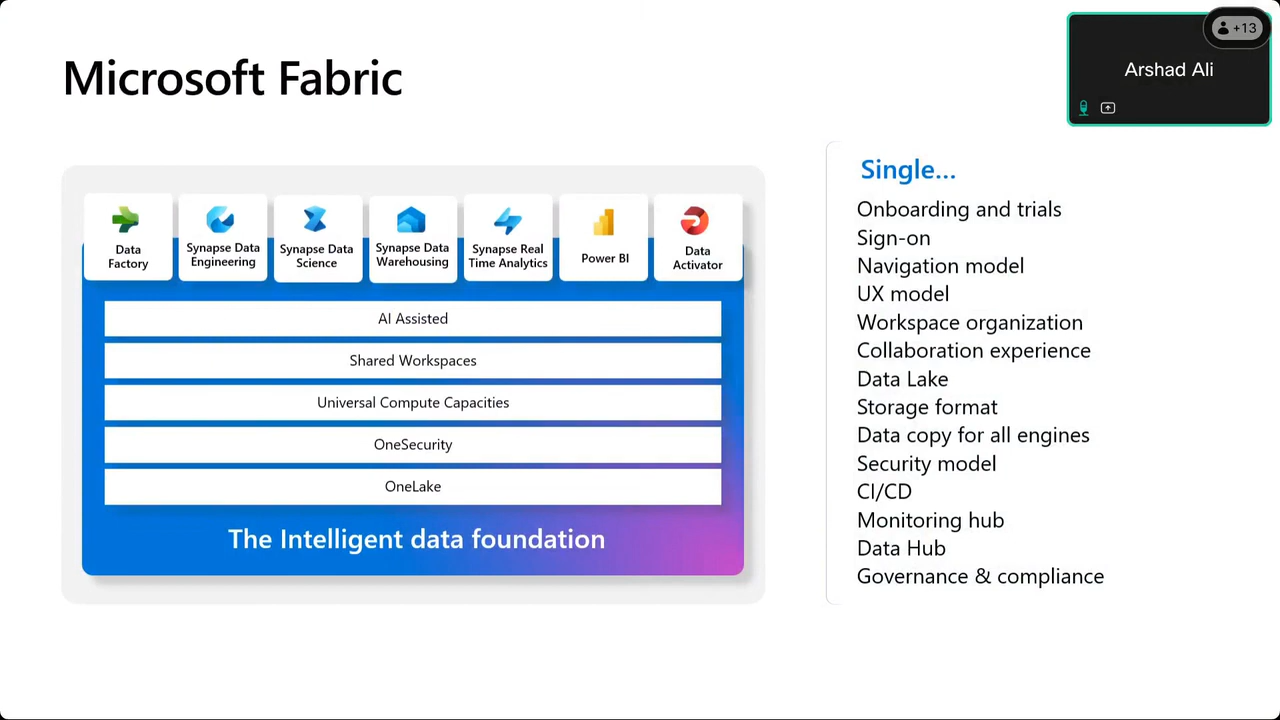 Microsoft Fabric
+13
Arshad Ali
Data
Factory
Synapse Data
Engineering
Synapse Data
Science
Synapse Data
Warehousing
Synapse Real
Time Analytics
Power BI
Data
Activator
AI Assisted
Shared Workspaces
Universal Compute Capacities
OneSecurity
OneLake
The Intelligent data foundation
Single...
Onboarding and trials
Sign-on
Navigation model
UX model
Workspace organization
Collaboration experience
Data Lake
Storage format
Data copy for all engines
Security model
CI/CD
Monitoring hub
Data Hub
Governance & compliance